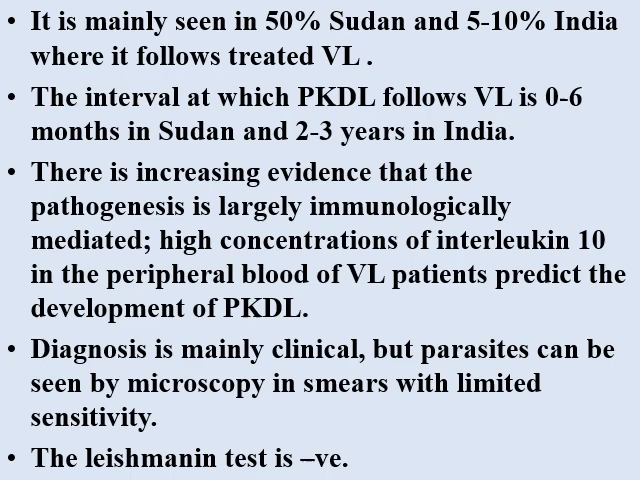 • It is mainly seen in 50% Sudan and 5-10% India
where it follows treated VL .
• The interval at which PKDL follows VL is 0-6
months in Sudan and 2-3 years in India.
• There is increasing evidence that the
pathogenesis is largely immunologically
mediated; high concentrations of interleukin 10
in the peripheral blood of VL patients predict the
development of PKDL.
• Diagnosis is mainly clinical, but parasites can be
seen by microscopy in smears with limited
sensitivity.
• The leishmanin test is –ve.